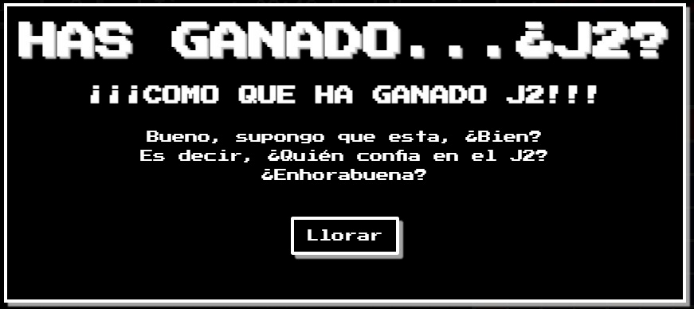 HAS GANADO...¿J2?
¡¡¡COMO QUE HA GANADO J2!!!
Bueno, supongo que esta, ¿Bien?
Es decir, ¿Quién confia en el J2?
¿Enhorabuena?
Llorar